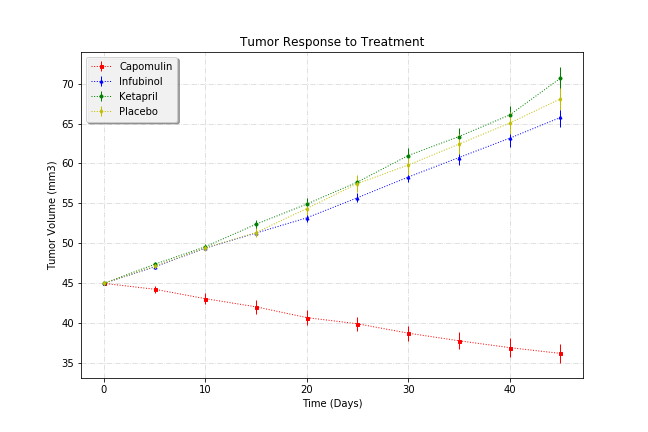 Tumor Response to Treatment
Capomulin
Infubinol
Ketapril
Placebo
Tumor Volume (mm3)
70
65
60
55
50
45
40
35
0 10 20 30 40
Time (Days)